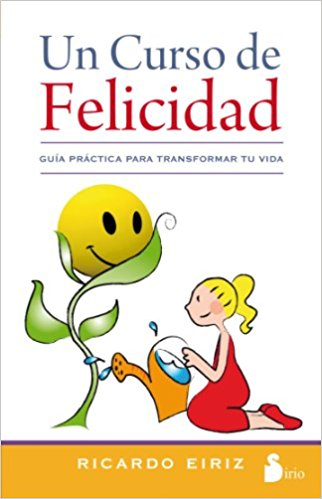 Un Curso de
Felicidad
GUÍA PRÁCTICA PARA TRANSFORMAR TU VIDA
RICARDO EIRIZ
Sirio